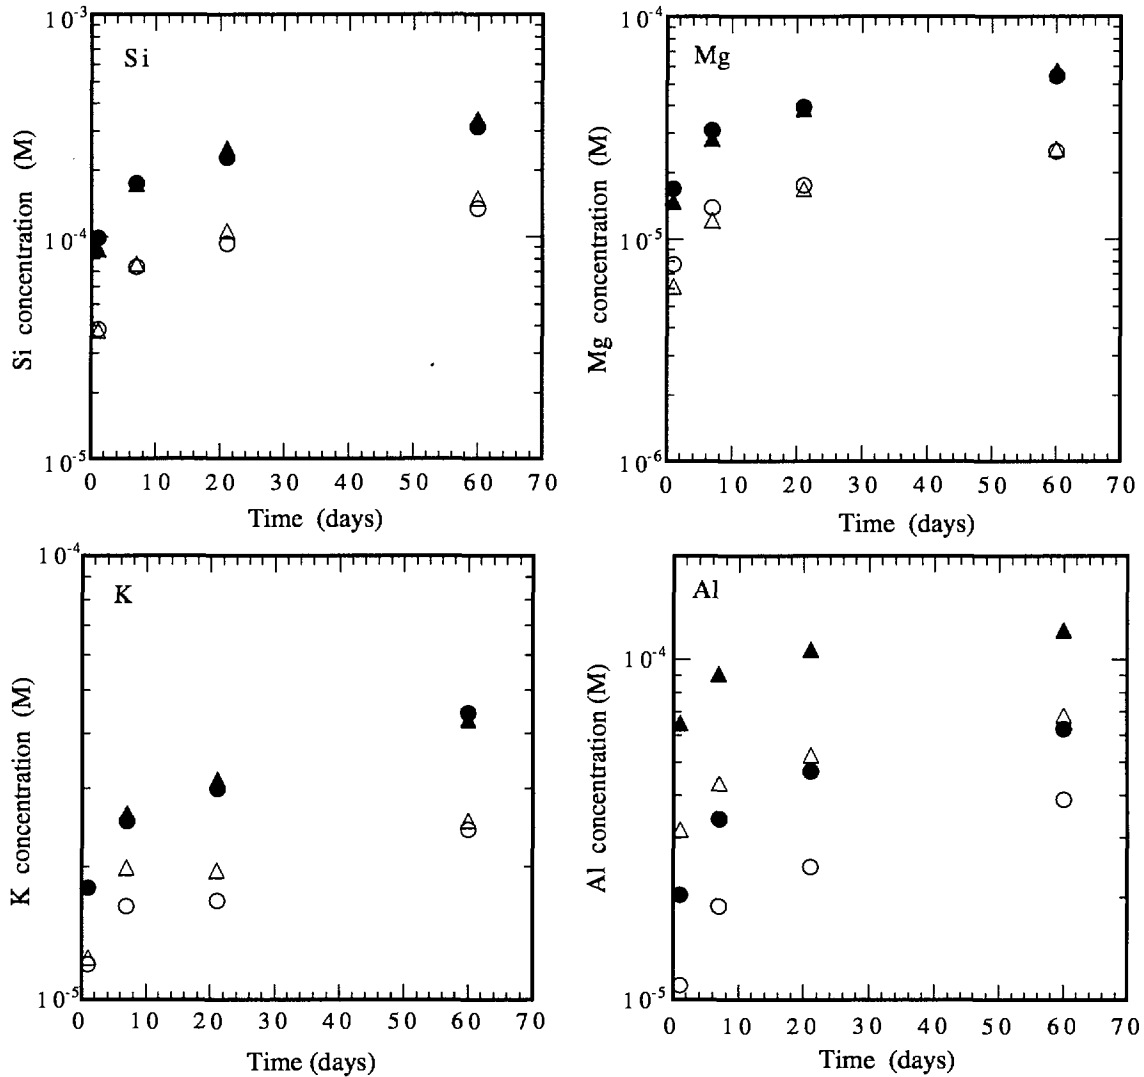 10-3
Si
Si concentration (M)
10-4
10-5
0 10 20 30 40 50 60 70
Time (days)
10-4
Mg
Mg concentration (M)
10-5
10-6
0 10 20 30 40 50 60 70
Time (days)
10-4
K
K concentration (M)
10-5
0 10 20 30 40 50 60 70
Time (days)
Al
Al concentration (M)
10-4
10-5
0 10 20 30 40 50 60 70
Time (days)